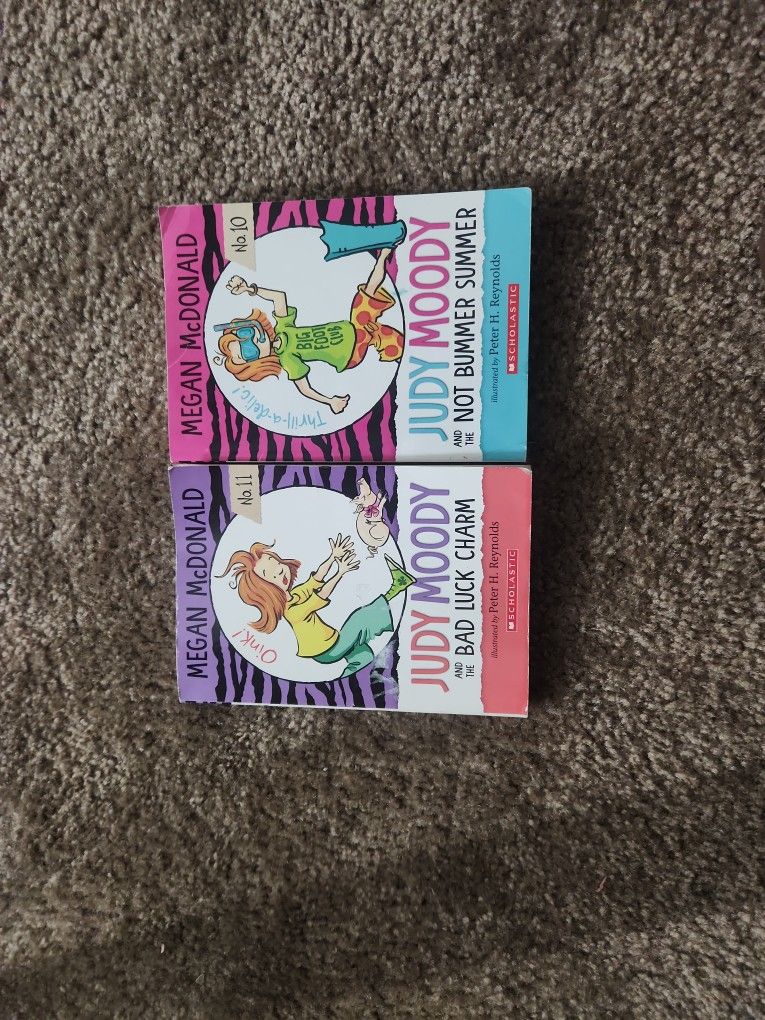 MEGAN McDONALD
No. 11
Oink!
JUDY MOODY
AND THE BAD LUCK CHARM
illustrated by Peter H. Reynolds
SCHOLASTIC
MEGAN McDONALD
No. 10
Thrill-a-delic!
BIG
FOOT
CLUB
JUDY MOODY
AND THE NOT BUMMER SUMMER
illustrated by Peter H. Reynolds
SCHOLASTIC